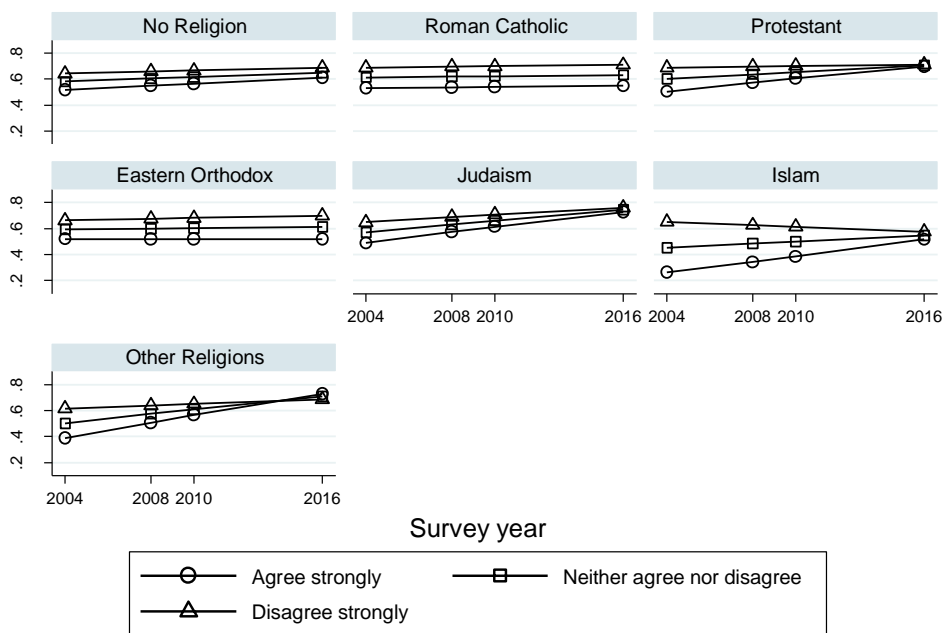 No Religion Roman Catholic Protestant
.8
.6
.4
.2
Eastern Orthodox Judaism Islam
.8
.6
.4
.2
2004 2008 2010 2016 2004 2008 2010 2016
Other Religions
.8
.6
.4
.2
2004 2008 2010 2016
Survey year
Agree strongly Neither agree nor disagree
Disagree strongly